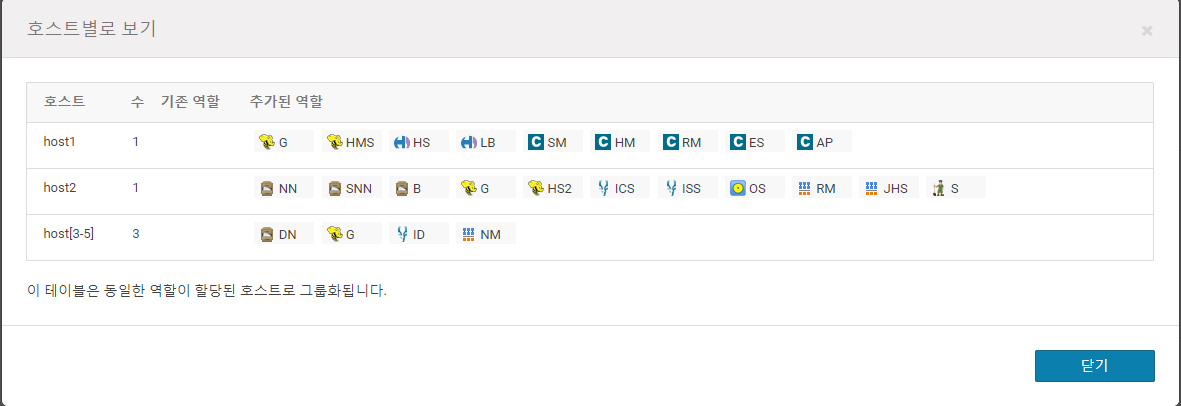 호스트별로 보기
×
호스트 수 기존 역할 추가된 역할
host1 1 G HMS HS LB C SM C HM C RM C ES C AP
host2 1 NN SNN B G HS2 ICS ISS OS RM JHS S
host[3-5] 3 DN G ID NM
이 테이블은 동일한 역할이 할당된 호스트로 그룹화됩니다.
닫기